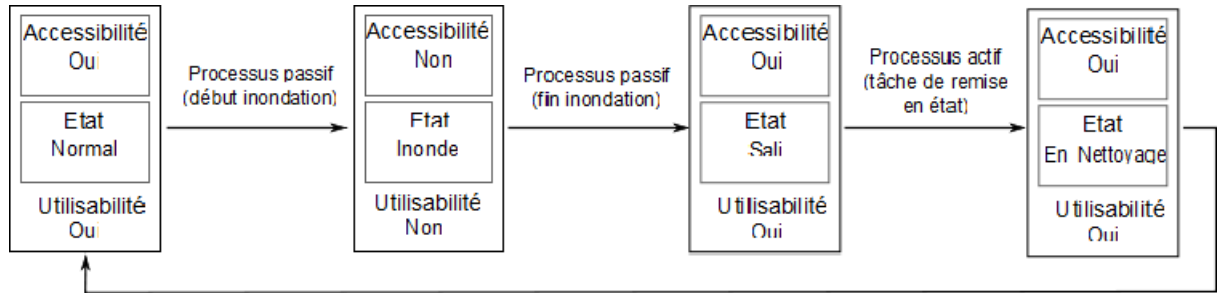 Accessibilité
Oui
Etat
Normal
Utilisabilité
Oui
Processus passif
(début inondation)
Accessibilité
Non
Etat
Inonde
Utilisabilité
Non
Processus passif
(fin inondation)
Accessibilité
Oui
Etat
Sali
Utilisabilité
Oui
Processus actif
(tâche de remise
en état)
Accessibilité
Oui
Etat
En Nettoyage
Utilisabilité
Oui